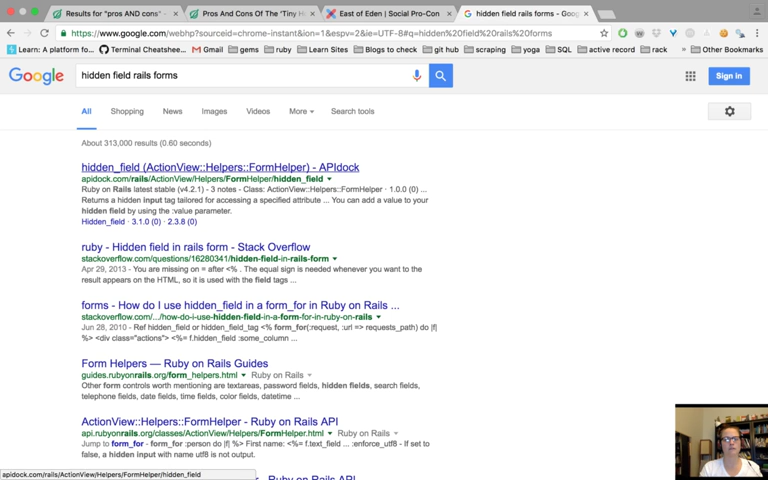 Results for "pros AND cons"
Pros And Cons Of The 'Tiny H
East of Eden | Social Pro-Con
hidden field rails forms - Goog
https://www.google.com/webhp?sourceid=chrome-instant&ion=1&espv=2&ie=UTF-8#q=hidden%20field%20rails%20forms
Learn: A platform fo...
Terminal Cheatshee...
Gmail
gems
ruby
Learn Sites
Blogs to check
git hub
scraping
yoga
SQL
active record
rack
»
Other Bookmarks
Google
hidden field rails forms
Sign in
All
Shopping
News
Images
Videos
More
Search tools
About 313,000 results (0.60 seconds)
hidden_field (ActionView::Helpers::FormHelper) - APIdock
apidock.com/rails/ActionView/Helpers/FormHelper/hidden_field
Ruby on Rails latest stable (v4.2.1) - 3 notes - Class: ActionView::Helpers::FormHelper · 1.0.0 (0) ...
Returns a hidden input tag tailored for accessing a specified attribute ... You can add a value to your
hidden field by using the :value parameter.
Hidden_field · 3.1.0 (0) · 2.3.8 (0)
ruby - Hidden field in rails form - Stack Overflow
stackoverflow.com/questions/16280341/hidden-field-in-rails-form
Apr 29, 2013 - You are missing on = after <% . The equal sign is needed whenever you want to the
result appears on the HTML, so it is used with the field tags ...
forms - How do I use hidden_field in a form_for in Ruby on Rails ...
stackoverflow.com/.../how-do-i-use-hidden-field-in-a-form-for-in-ruby-on-rails
Jun 28, 2010 - Ref hidden_field or hidden_field_tag <% form_for(:request, :url => requests_path) do |f|
%> <div class="actions"> <%= f.hidden_field :some_column ...
Form Helpers — Ruby on Rails Guides
guides.rubyonrails.org/form_helpers.html
Ruby on Rails
Other form controls worth mentioning are textareas, password fields, hidden fields, search fields,
telephone fields, date fields, time fields, color fields, datetime ...
ActionView::Helpers::FormHelper - Ruby on Rails API
api.rubyonrails.org/classes/ActionView/Helpers/FormHelper.html
Ruby on Rails
Jump to form_for - form_for :person do |f| %> First name: <%= f.text_field ... :enforce_utf8 - If set to
false, a hidden input with name utf8 is not output.
apidock.com/rails/ActionView/Helpers/FormHelper/hidden_field